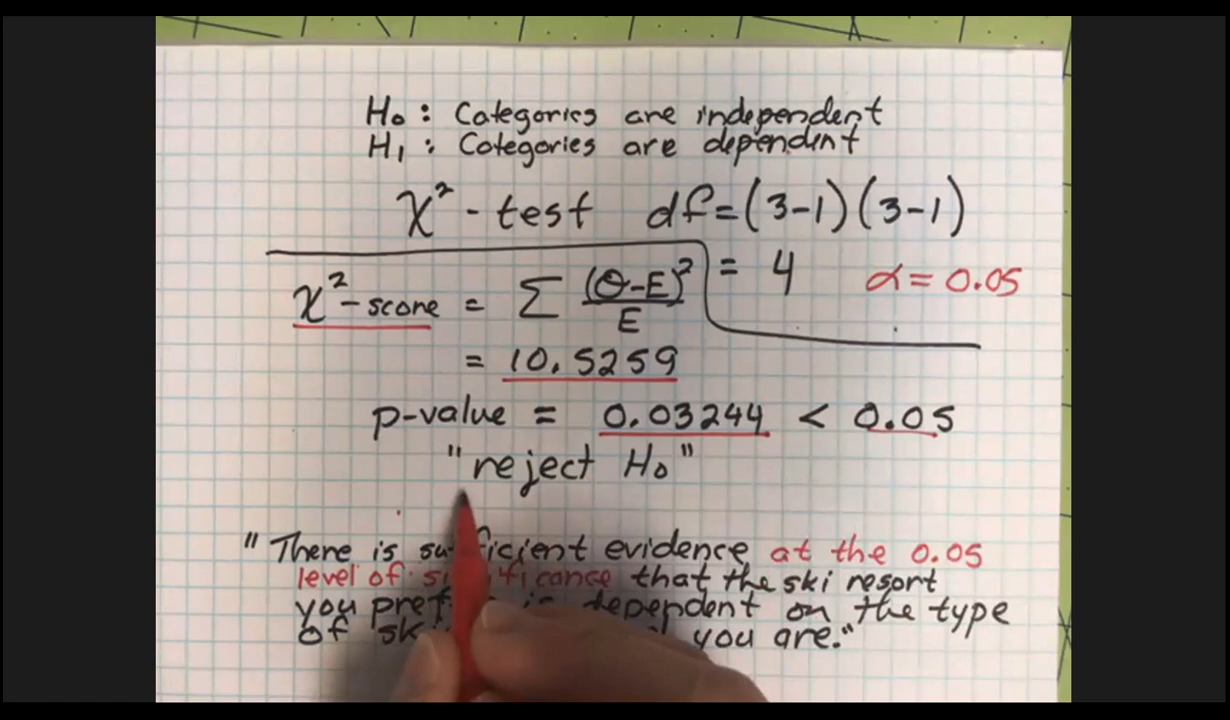 H₀ : Categories are independent
H₁ : Categories are dependent
χ² - test df = (3-1)(3-1)
= 4 α = 0.05
χ² - score = Σ (O-E)²/E
= 10.5259
p-value = 0.03244 < 0.05
"reject H₀"
"There is sufficient evidence at the 0.05
level of significance that the ski resort
you prefer is dependent on the type
of you are."